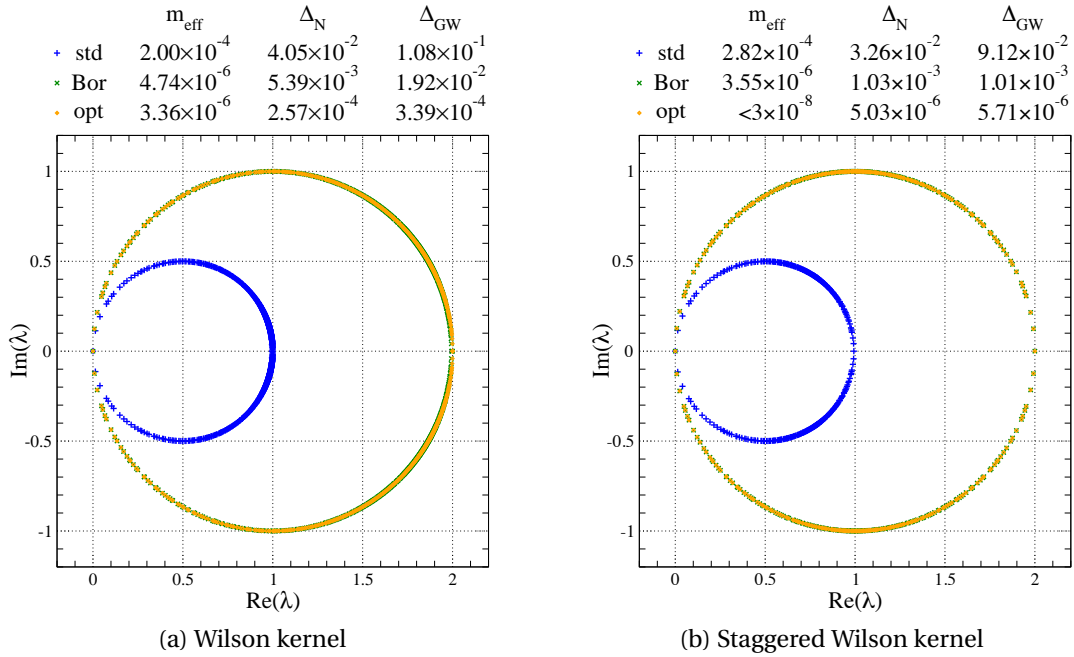 m_eff Δ_N Δ_GW
std 2.00×10^-4 4.05×10^-2 1.08×10^-1
Bor 4.74×10^-6 5.39×10^-3 1.92×10^-2
opt 3.36×10^-6 2.57×10^-4 3.39×10^-4
1
0.5
0
-0.5
-1
Im(λ)
0 0.5 1 1.5 2
Re(λ)
(a) Wilson kernel
m_eff Δ_N Δ_GW
std 2.82×10^-4 3.26×10^-2 9.12×10^-2
Bor 3.55×10^-6 1.03×10^-3 1.01×10^-3
opt <3×10^-8 5.03×10^-6 5.71×10^-6
1
0.5
0
-0.5
-1
Im(λ)
0 0.5 1 1.5 2
Re(λ)
(b) Staggered Wilson kernel